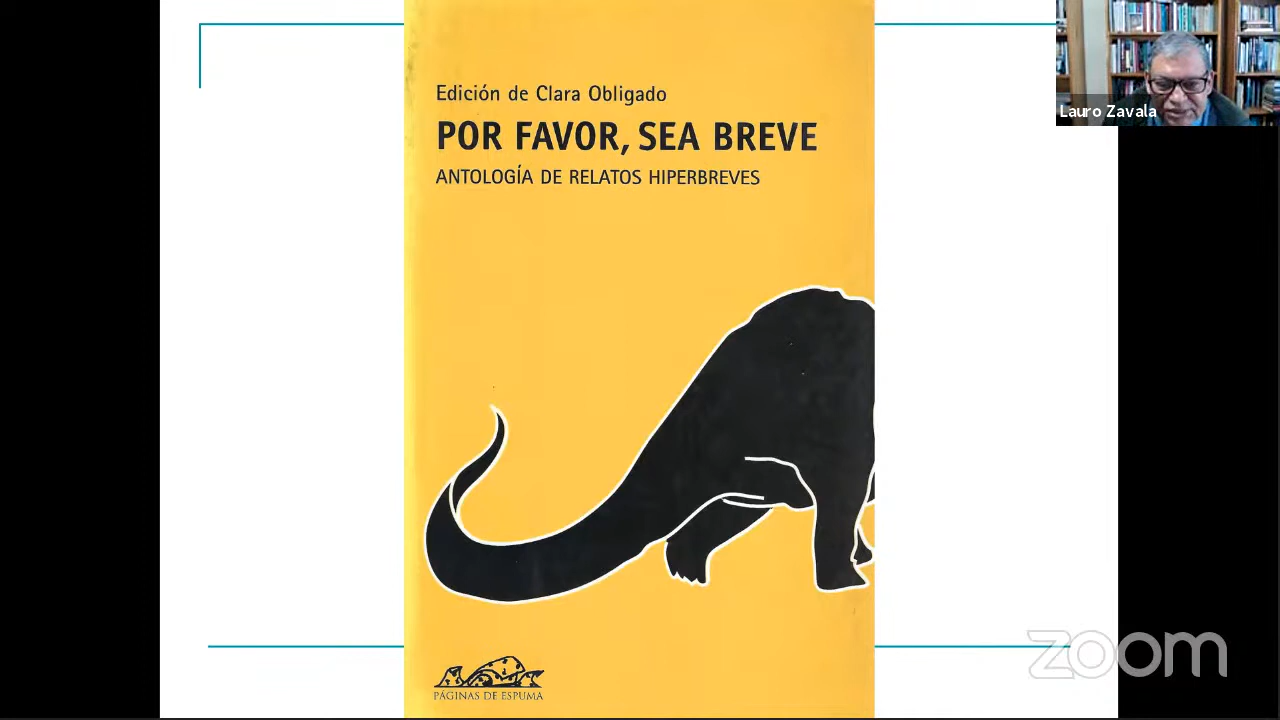 Edición de Clara Obligado
POR FAVOR, SEA BREVE
ANTOLOGÍA DE RELATOS HIPERBREVES
PÁGINAS DE ESPUMA
Lauro Zavala
zoom